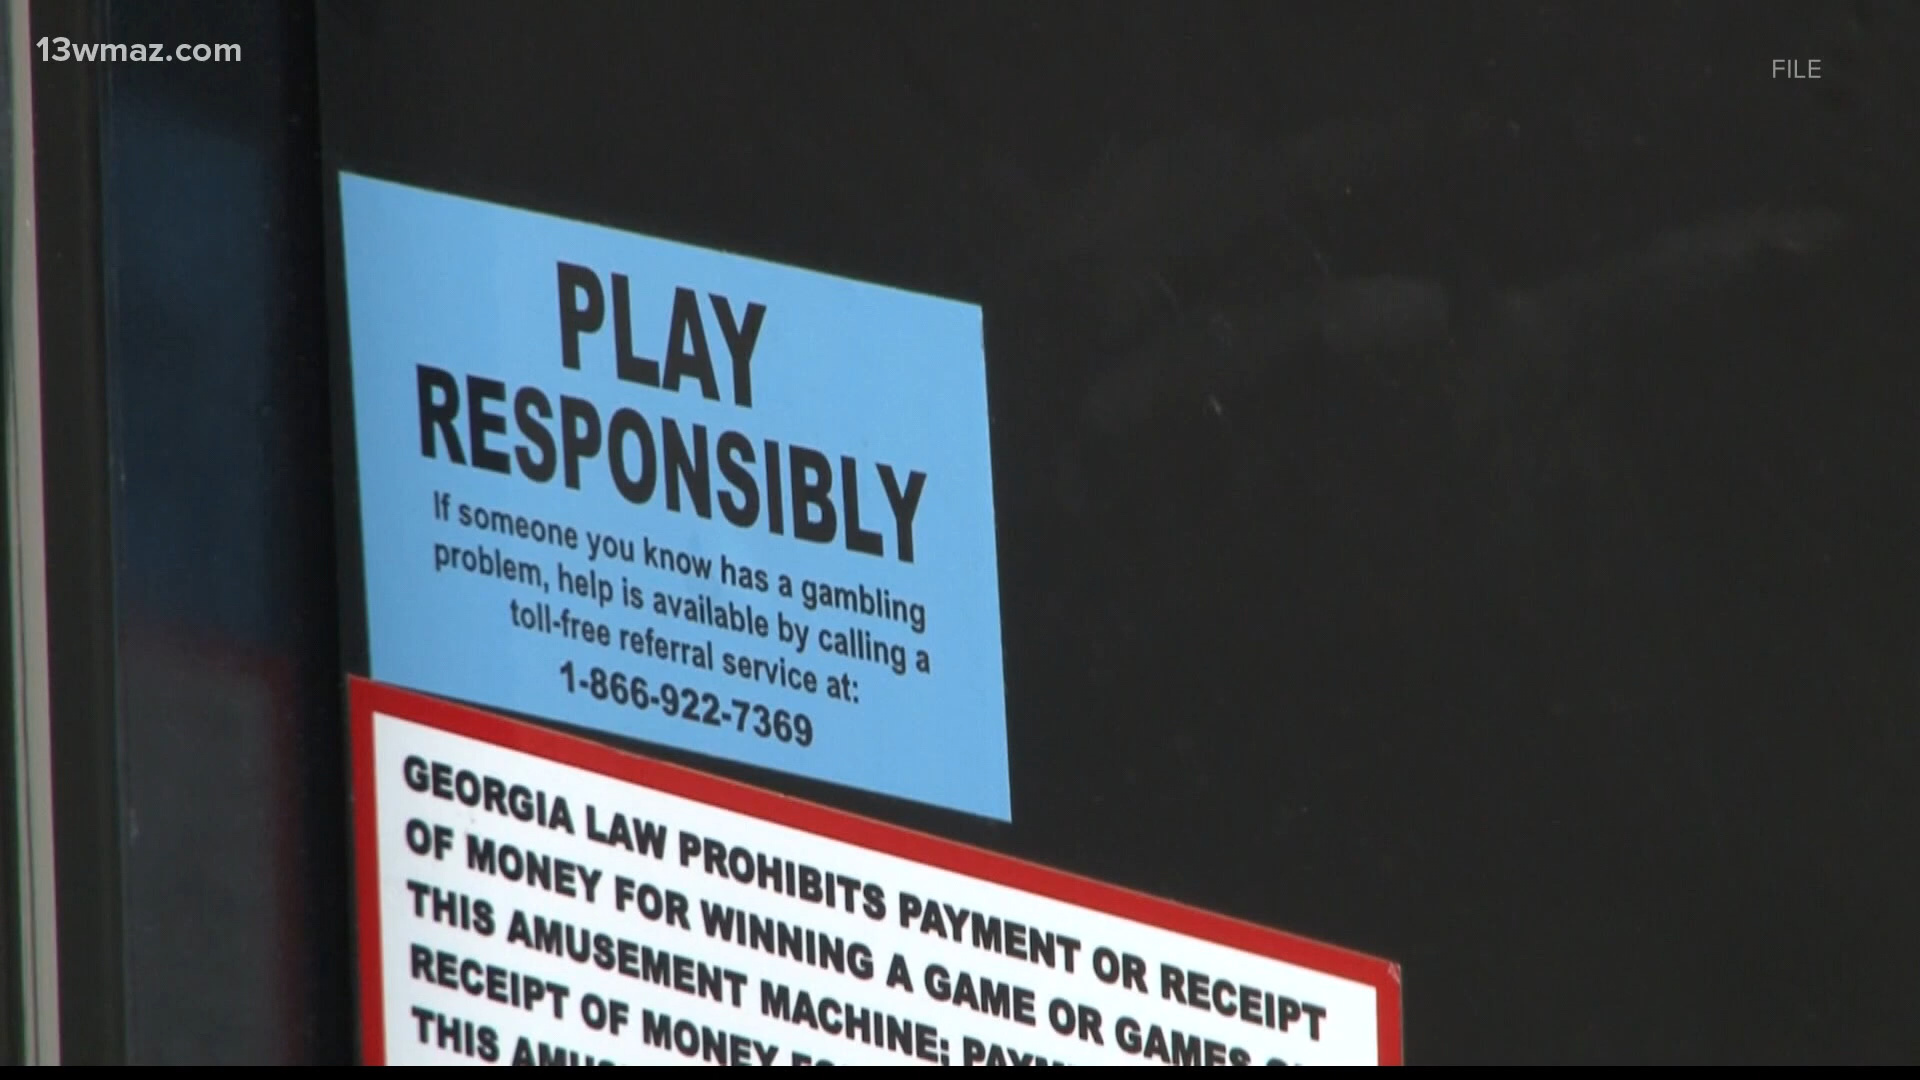 13wmaz.com
FILE
PLAY
RESPONSIBLY
If someone you know has a gambling
problem, help is available by calling a
toll-free referral service at:
1-866-922-7369
GEORGIA LAW PROHIBITS PAYMENT OR RECEIPT
OF MONEY FOR WINNING A GAME OR GAMES
THIS AMUSEMENT MACHINE;
RECEIPT OF MONEY
THIS